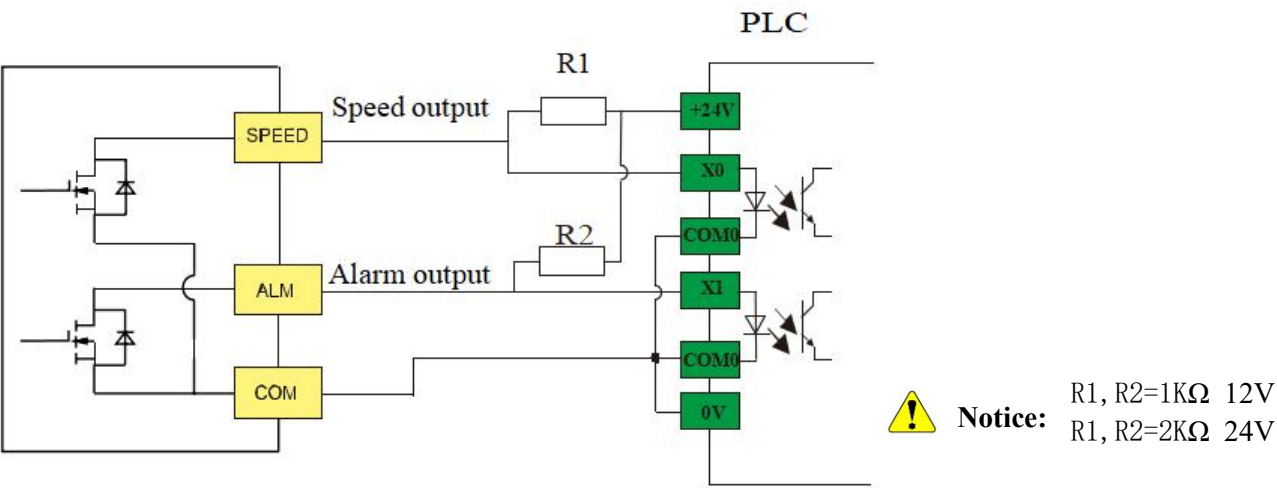 PLC
R1
Speed output
+24V
SPEED
X0
COM0
R2
Alarm output
ALM
X1
COM0
COM
0V
Notice:
R1,R2=1KΩ 12V
R1,R2=2KΩ 24V